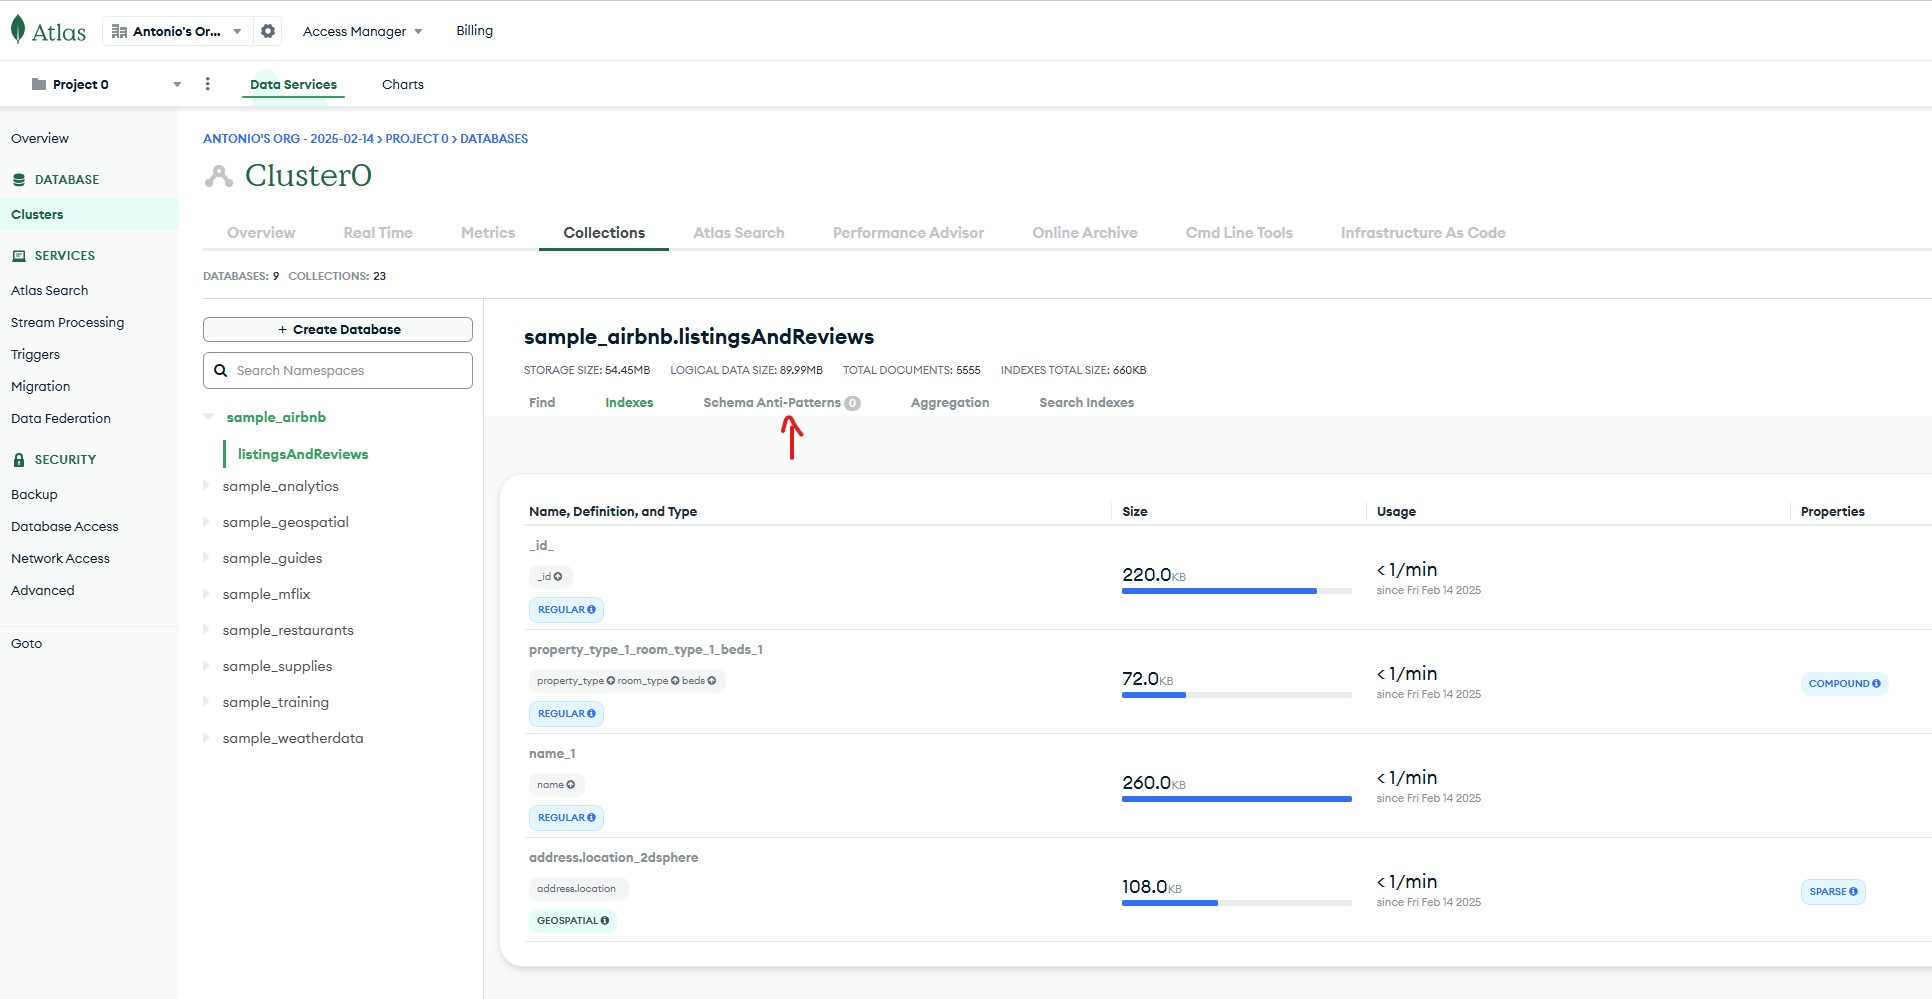 Atlas
Antonio's Or...
Access Manager
Billing
Project 0
Data Services
Charts
Overview
DATABASE
Clusters
SERVICES
Atlas Search
Stream Processing
Triggers
Migration
Data Federation
SECURITY
Backup
Database Access
Network Access
Advanced
Goto
ANTONIO'S ORG - 2025-02-14 > PROJECT 0 > DATABASES
Cluster0
Overview
Real Time
Metrics
Collections
Atlas Search
Performance Advisor
Online Archive
Cmd Line Tools
Infrastructure As Code
DATABASES: 9 COLLECTIONS: 23
+ Create Database
Search Namespaces
sample_airbnb
listingsAndReviews
sample_analytics
sample_geospatial
sample_guides
sample_mflix
sample_restaurants
sample_supplies
sample_training
sample_weatherdata
sample_airbnb.listingsAndReviews
STORAGE SIZE: 54.45MB LOGICAL DATA SIZE: 89.99MB TOTAL DOCUMENTS: 5555 INDEXES TOTAL SIZE: 660KB
Find
Indexes
Schema Anti-Patterns 0
Aggregation
Search Indexes
Name, Definition, and Type
Size
Usage
Properties
_id_
_id
REGULAR
220.0KB
< 1/min
since Fri Feb 14 2025
property_type_1_room_type_1_beds_1
property_type room_type beds
REGULAR
72.0KB
< 1/min
since Fri Feb 14 2025
COMPOUND
name_1
name
REGULAR
260.0KB
< 1/min
since Fri Feb 14 2025
address.location_2dsphere
address.location
GEOSPATIAL
108.0KB
< 1/min
since Fri Feb 14 2025
SPARSE